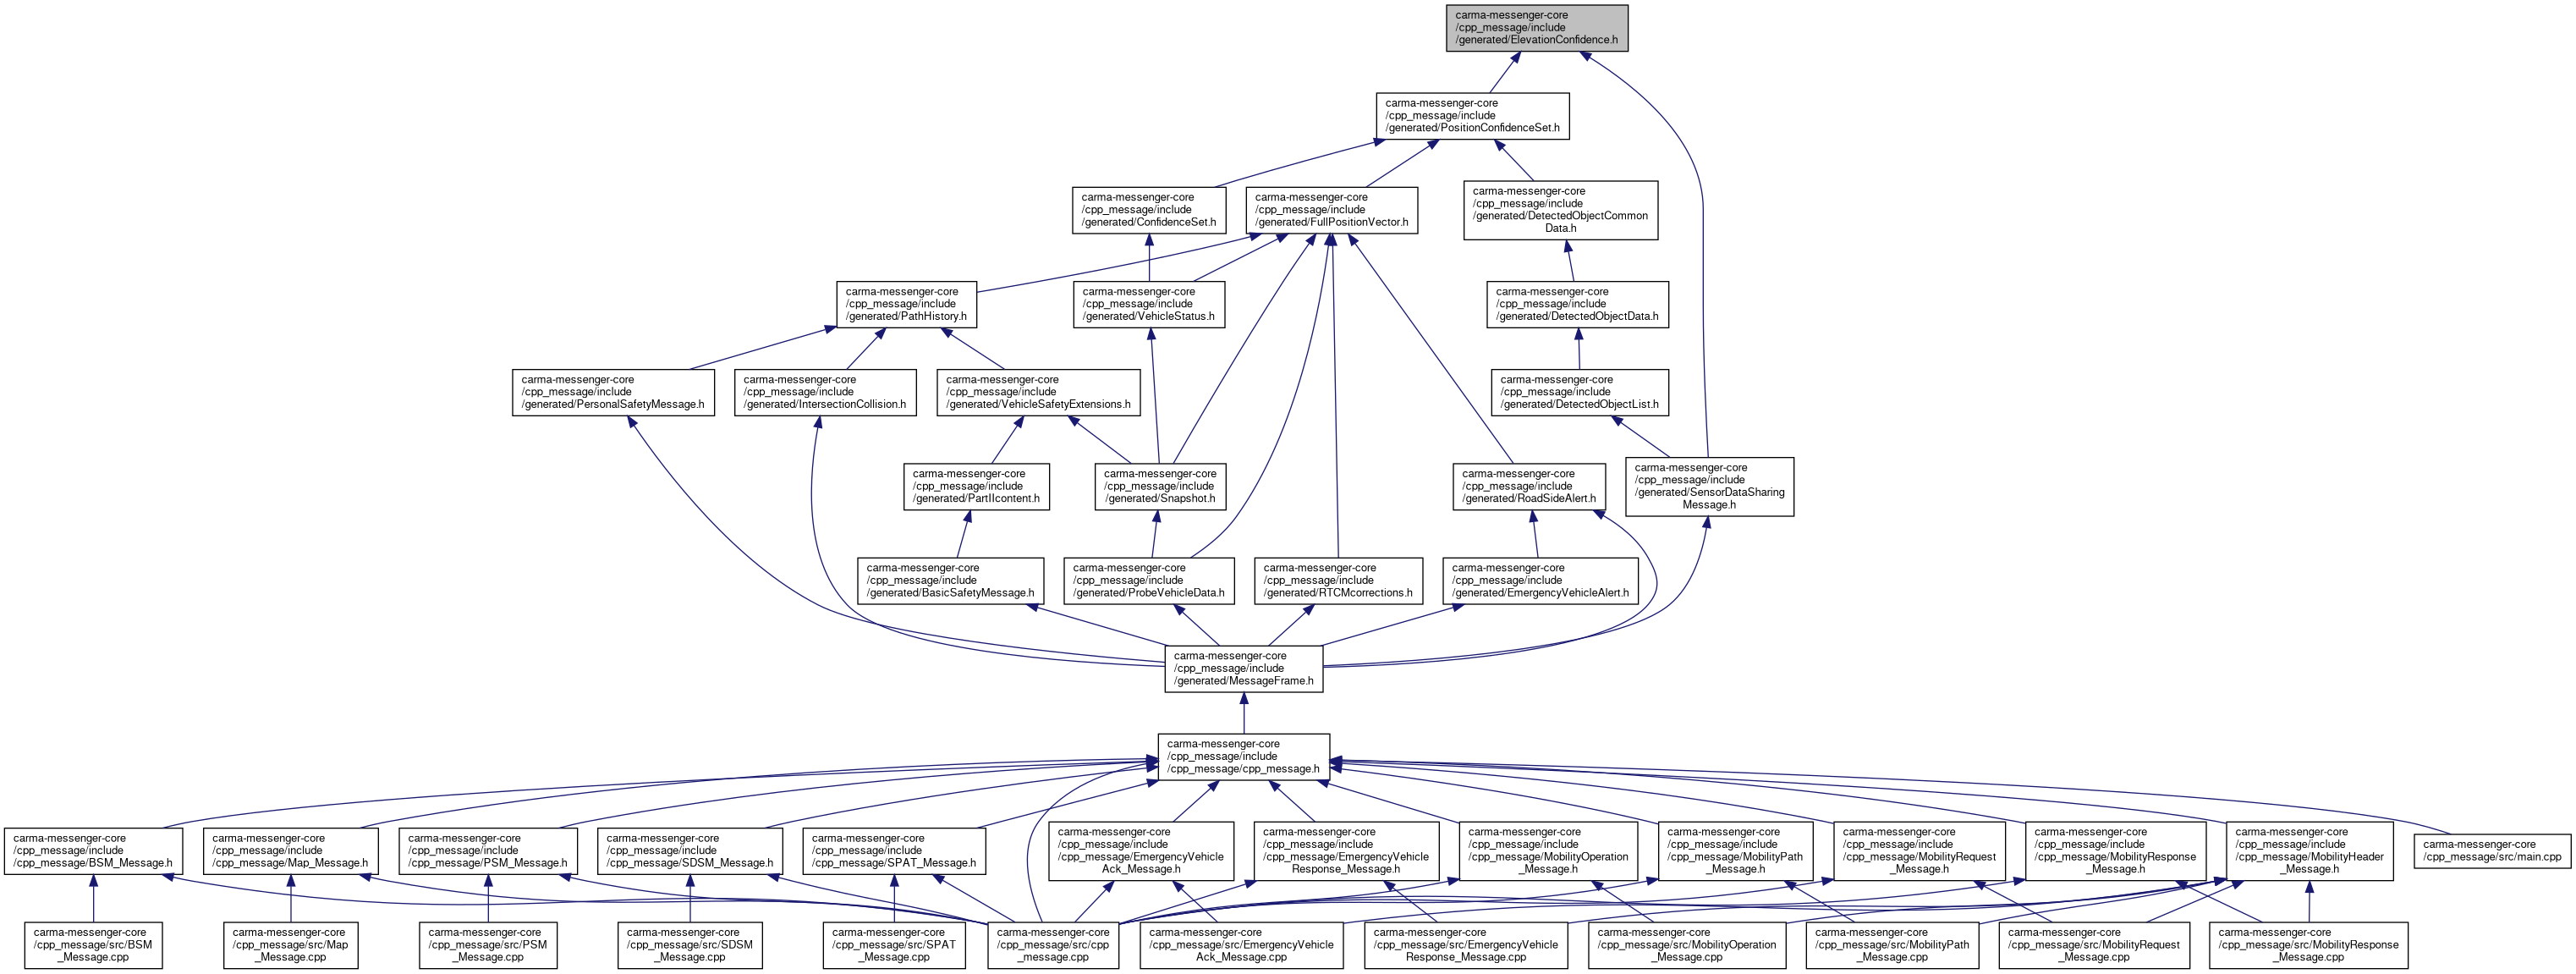 carma-messenger-core
/cpp_message/include
/generated/ElevationConfidence.h
carma-messenger-core
/cpp_message/include
/generated/PositionConfidenceSet.h
carma-messenger-core
/cpp_message/include
/generated/ConfidenceSet.h
carma-messenger-core
/cpp_message/include
/generated/FullPositionVector.h
carma-messenger-core
/cpp_message/include
/generated/DetectedObjectCommon
Data.h
carma-messenger-core
/cpp_message/include
/generated/PathHistory.h
carma-messenger-core
/cpp_message/include
/generated/VehicleStatus.h
carma-messenger-core
/cpp_message/include
/generated/DetectedObjectData.h
carma-messenger-core
/cpp_message/include
/generated/PersonalSafetyMessage.h
carma-messenger-core
/cpp_message/include
/generated/IntersectionCollision.h
carma-messenger-core
/cpp_message/include
/generated/VehicleSafetyExtensions.h
carma-messenger-core
/cpp_message/include
/generated/DetectedObjectList.h
carma-messenger-core
/cpp_message/include
/generated/PartIIcontent.h
carma-messenger-core
/cpp_message/include
/generated/Snapshot.h
carma-messenger-core
/cpp_message/include
/generated/RoadSideAlert.h
carma-messenger-core
/cpp_message/include
/generated/SensorDataSharing
Message.h
carma-messenger-core
/cpp_message/include
/generated/BasicSafetyMessage.h
carma-messenger-core
/cpp_message/include
/generated/ProbeVehicleData.h
carma-messenger-core
/cpp_message/include
/generated/RTCMcorrections.h
carma-messenger-core
/cpp_message/include
/generated/EmergencyVehicleAlert.h
carma-messenger-core
/cpp_message/include
/generated/MessageFrame.h
carma-messenger-core
/cpp_message/include
/cpp_message/cpp_message.h
carma-messenger-core
/cpp_message/include
/cpp_message/BSM_Message.h
carma-messenger-core
/cpp_message/include
/cpp_message/Map_Message.h
carma-messenger-core
/cpp_message/include
/cpp_message/PSM_Message.h
carma-messenger-core
/cpp_message/include
/cpp_message/SDSM_Message.h
carma-messenger-core
/cpp_message/include
/cpp_message/SPAT_Message.h
carma-messenger-core
/cpp_message/include
/cpp_message/EmergencyVehicle
Ack_Message.h
carma-messenger-core
/cpp_message/include
/cpp_message/EmergencyVehicle
Response_Message.h
carma-messenger-core
/cpp_message/include
/cpp_message/MobilityOperation
_Message.h
carma-messenger-core
/cpp_message/include
/cpp_message/MobilityPath
_Message.h
carma-messenger-core
/cpp_message/include
/cpp_message/MobilityRequest
_Message.h
carma-messenger-core
/cpp_message/include
/cpp_message/MobilityResponse
_Message.h
carma-messenger-core
/cpp_message/include
/cpp_message/MobilityHeader
_Message.h
carma-messenger-core
/cpp_message/src/main.cpp
carma-messenger-core
/cpp_message/src/BSM
_Message.cpp
carma-messenger-core
/cpp_message/src/Map
_Message.cpp
carma-messenger-core
/cpp_message/src/PSM
_Message.cpp
carma-messenger-core
/cpp_message/src/SDSM
_Message.cpp
carma-messenger-core
/cpp_message/src/SPAT
_Message.cpp
carma-messenger-core
/cpp_message/src/cpp
_message.cpp
carma-messenger-core
/cpp_message/src/EmergencyVehicle
Ack_Message.cpp
carma-messenger-core
/cpp_message/src/EmergencyVehicle
Response_Message.cpp
carma-messenger-core
/cpp_message/src/MobilityOperation
_Message.cpp
carma-messenger-core
/cpp_message/src/MobilityPath
_Message.cpp
carma-messenger-core
/cpp_message/src/MobilityRequest
_Message.cpp
carma-messenger-core
/cpp_message/src/MobilityResponse
_Message.cpp